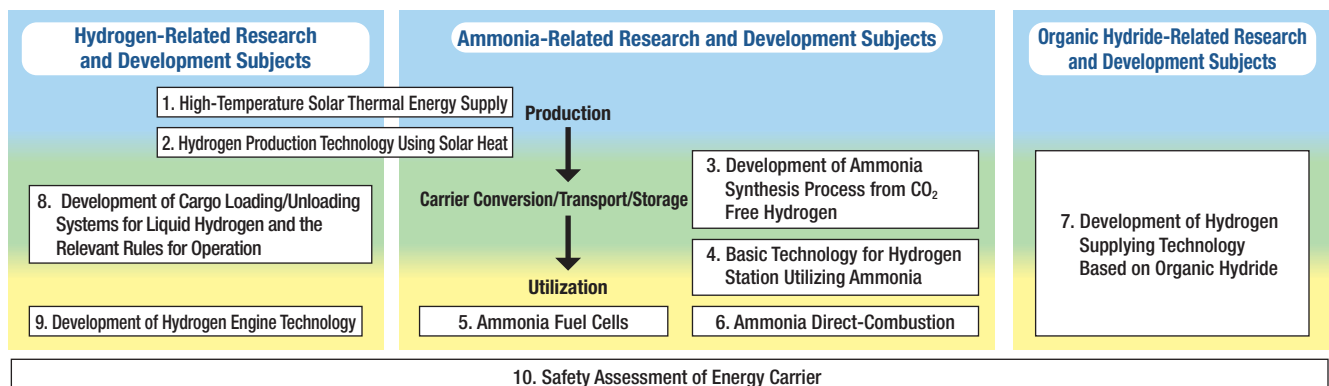 Hydrogen-Related Research
and Development Subjects
Ammonia-Related Research and Development Subjects
Organic Hydride-Related Research
and Development Subjects
1. High-Temperature Solar Thermal Energy Supply
Production
2. Hydrogen Production Technology Using Solar Heat
3. Development of Ammonia
Synthesis Process from CO₂
Free Hydrogen
8. Development of Cargo Loading/Unloading
Systems for Liquid Hydrogen and the
Relevant Rules for Operation
Carrier Conversion/Transport/Storage
7. Development of Hydrogen
Supplying Technology
Based on Organic Hydride
4. Basic Technology for Hydrogen
Station Utilizing Ammonia
Utilization
9. Development of Hydrogen Engine Technology
5. Ammonia Fuel Cells
6. Ammonia Direct-Combustion
10. Safety Assessment of Energy Carrier